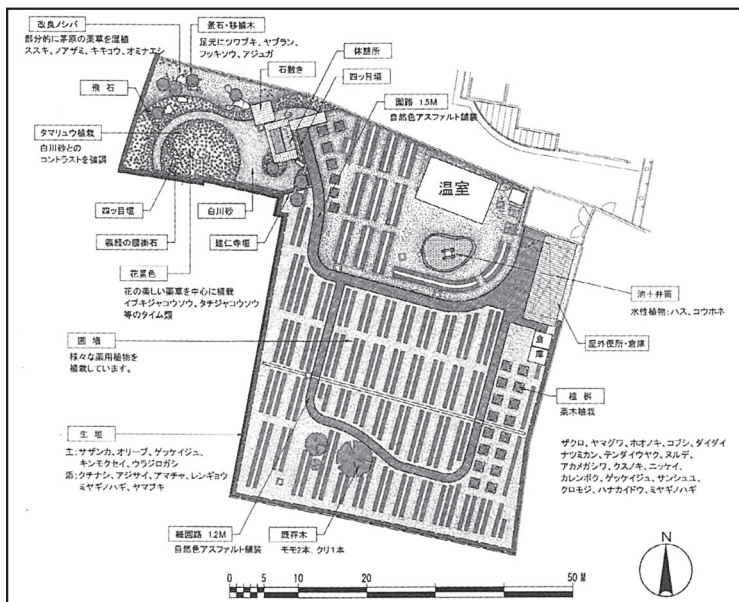 改良ノシバ
部分的に茅原の薬草を混植
ススキ、ノアザミ、キキョウ、オミナエシ
景石・移植木
足元にツワブキ、ヤブラン、
フッキソウ、アジュガ
休憩所
石敷き
四ッ目垣
飛石
園路 1.5M
自然色アスファルト舗装
タマリュウ植栽
白川砂との
コントラストを強調
温室
四ッ目垣
白川砂
義経の腰掛石
建仁寺垣
花景色
花の美しい薬草を中心に植栽
イブキジャコウソウ、タチジャコウソウ
等のタイム類
池+井筒
水性植物:ハス、コウホネ
圃場
様々な薬用植物を
植栽しています。
倉庫
屋外便所・倉庫
植桝
薬木植栽
生垣
主:サザンカ、オリーブ、ゲッケイジュ、
キンモクセイ、ウラジロガシ
添:クチナシ、アジサイ、アマチャ、レンギョウ
ミヤギノハギ、ヤマブキ
ザクロ、ヤマグワ、ホオノキ、コブシ、ダイダイ
ナツミカン、テンダイウヤク、ヌルデ、
アカメガシワ、クスノキ、ニッケイ、
カレンボク、ゲッケイジュ、サンシュユ、
クロモジ、ハナカイドウ、ミヤギノハギ
細園路 1.2M
自然色アスファルト舗装
既存木
モモ2本、クリ1本
N
0 5 10 20 30 50 M